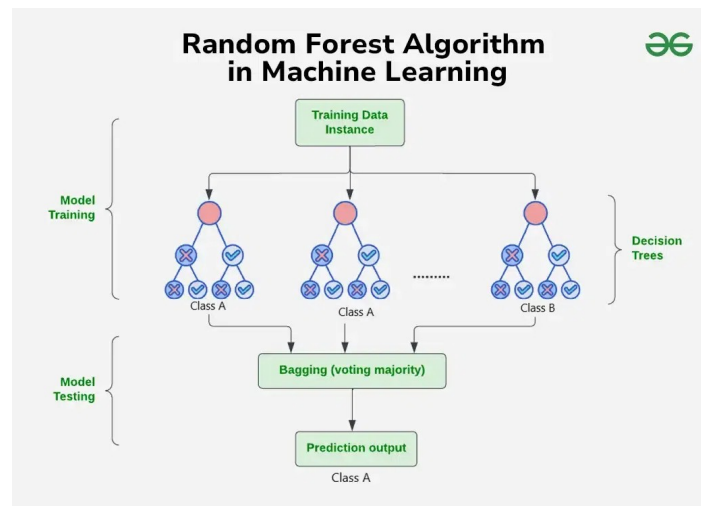 Random Forest Algorithm
in Machine Learning
Training Data
Instance
Model
Training
Decision
Trees
.........
Class A
Class A
Class B
Bagging (voting majority)
Model
Testing
Prediction output
Class A